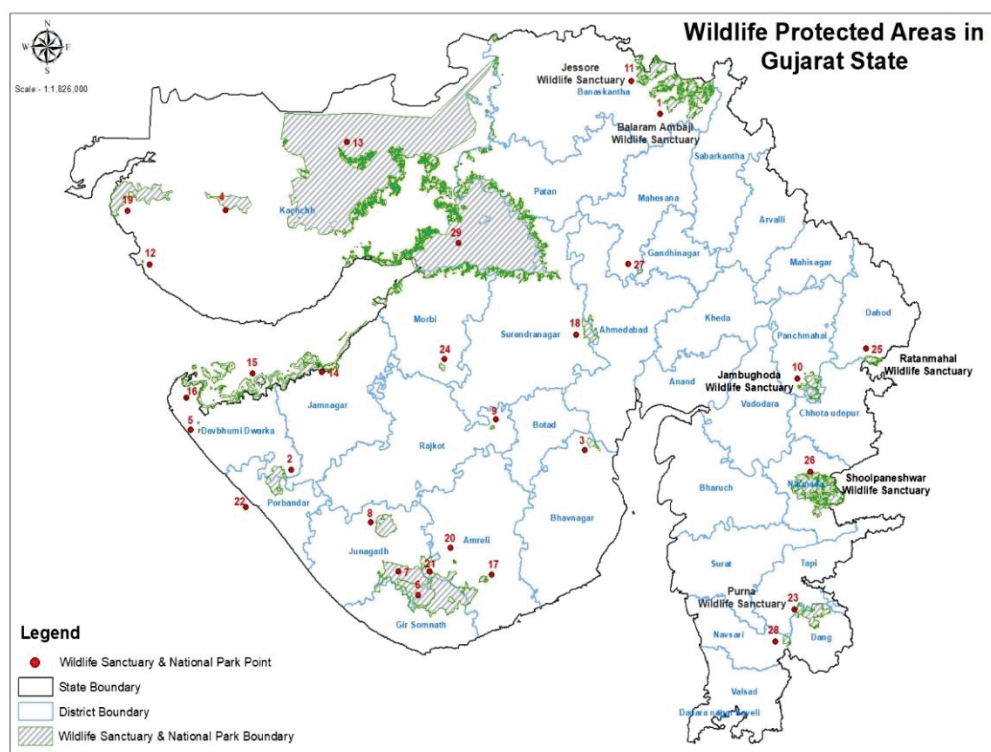 Wildlife Protected Areas in
Gujarat State
N
W
E
S
Scale:- 1:1,826,000
Jessore
Wildlife Sanctuary
11
Banaskantha
1
Balaram Ambaji
Wildlife Sanctuary
13
Sabarkantha
19
4
Kachchh
Patan
Mahesana
Arvalli
29
12
27
Gandhinagar
Mahisagar
Morbi
Surendranagar
18
Ahmedabad
Kheda
Panchmahal
Dahod
24
25
Ratanmahal
Wildlife Sanctuary
15
14
16
Jambughoda
Wildlife Sanctuary
10
Anand
Vadodara
Chhota udepur
Jamnagar
5
Devbhumi Dwarka
9
Botad
Rajkot
3
2
26
Shoolpaneshwar
Wildlife Sanctuary
Narmada
Bharuch
22
Porbandar
8
Bhavnagar
Junagadh
20
Amreli
7
21
17
6
Surat
Tapi
Purna
Wildlife Sanctuary
23
Gir Somnath
28
Navsari
Dang
Valsad
Legend
Wildlife Sanctuary & National Park Point
State Boundary
District Boundary
Wildlife Sanctuary & National Park Boundary